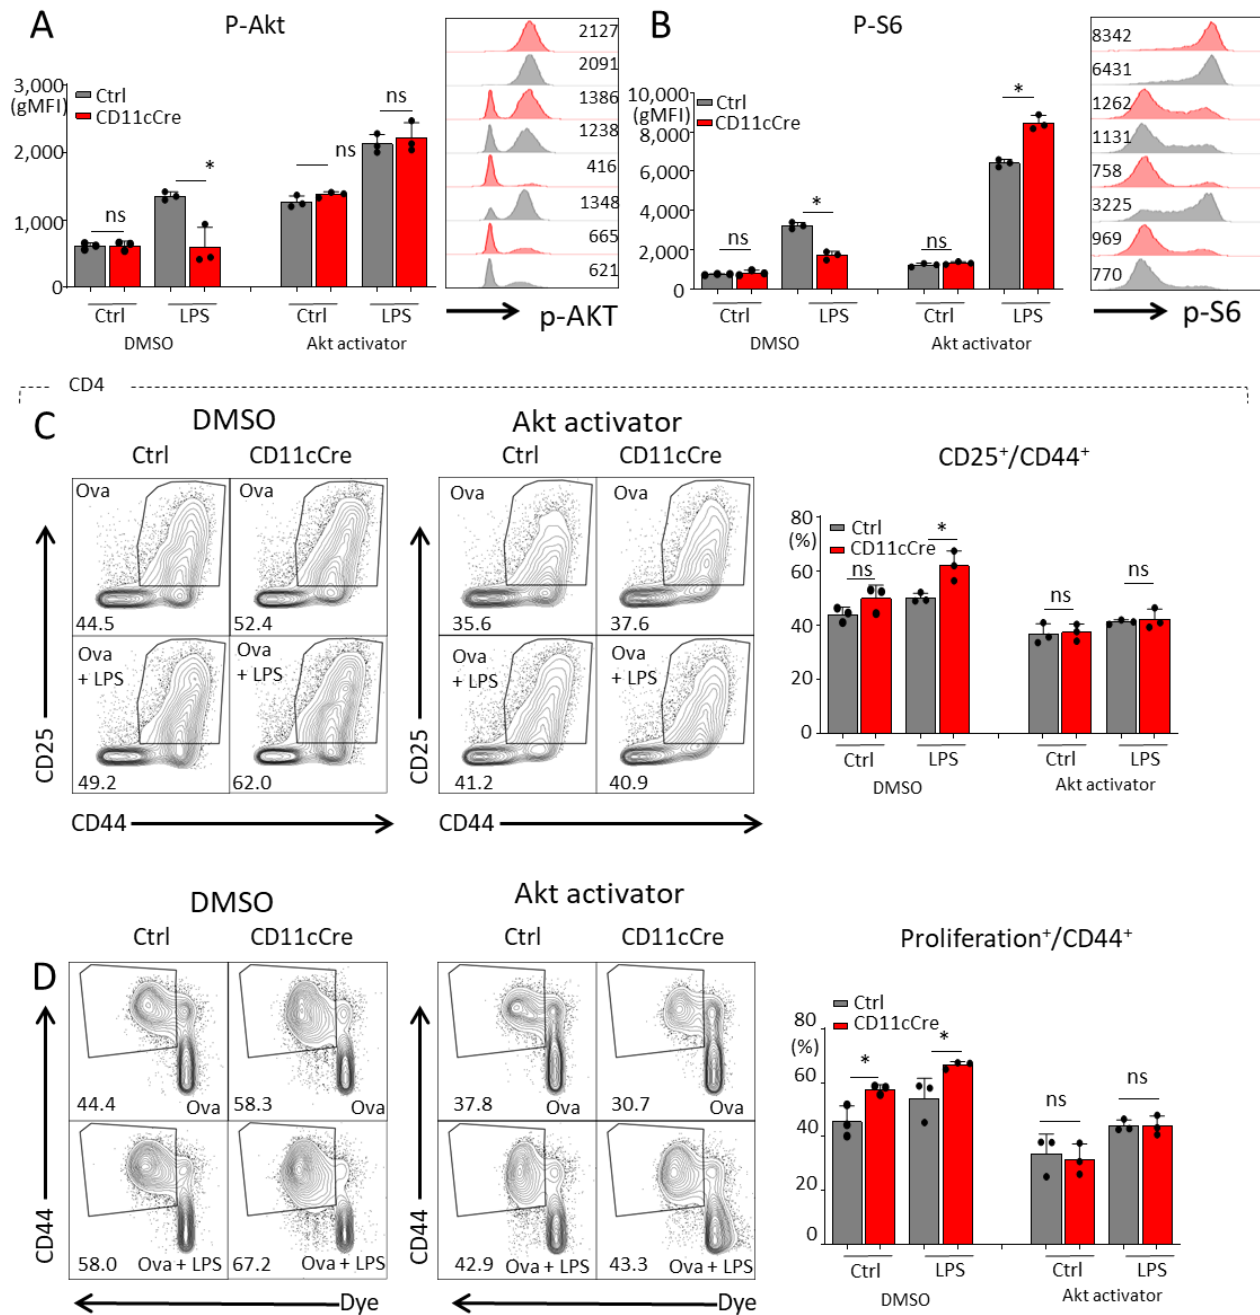 A
P-Akt
3,000
(gMFI)
2,000
1,000
0
Ctrl
CD11cCre
ns
*
ns
ns
Ctrl
LPS
Ctrl
LPS
DMSO
Akt activator
2127
2091
1386
1238
416
1348
665
621
p-AKT
B
P-S6
10,000
(gMFI)
8,000
6,000
4,000
2,000
0
Ctrl
CD11cCre
ns
*
ns
*
Ctrl
LPS
Ctrl
LPS
DMSO
Akt activator
8342
6431
1262
1131
758
3225
969
770
p-S6
CD4
C
DMSO
Ctrl
CD11cCre
Ova
44.5
Ova
52.4
Ova
+ LPS
49.2
Ova
+ LPS
62.0
CD25
CD44
Akt activator
Ctrl
CD11cCre
Ova
35.6
Ova
37.6
Ova
+ LPS
41.2
Ova
+ LPS
40.9
CD25
CD44
CD25⁺/CD44⁺
80
(%)
60
40
20
0
Ctrl
CD11cCre
ns
*
ns
ns
Ctrl
LPS
Ctrl
LPS
DMSO
Akt activator
D
DMSO
Ctrl
CD11cCre
44.4
Ova
58.3
Ova
58.0
Ova + LPS
67.2
Ova + LPS
CD44
Dye
Akt activator
Ctrl
CD11cCre
37.8
Ova
30.7
Ova
42.9
Ova + LPS
43.3
Ova + LPS
CD44
Dye
Proliferation⁺/CD44⁺
80
(%)
60
40
20
0
Ctrl
CD11cCre
*
*
ns
ns
Ctrl
LPS
Ctrl
LPS
DMSO
Akt activator